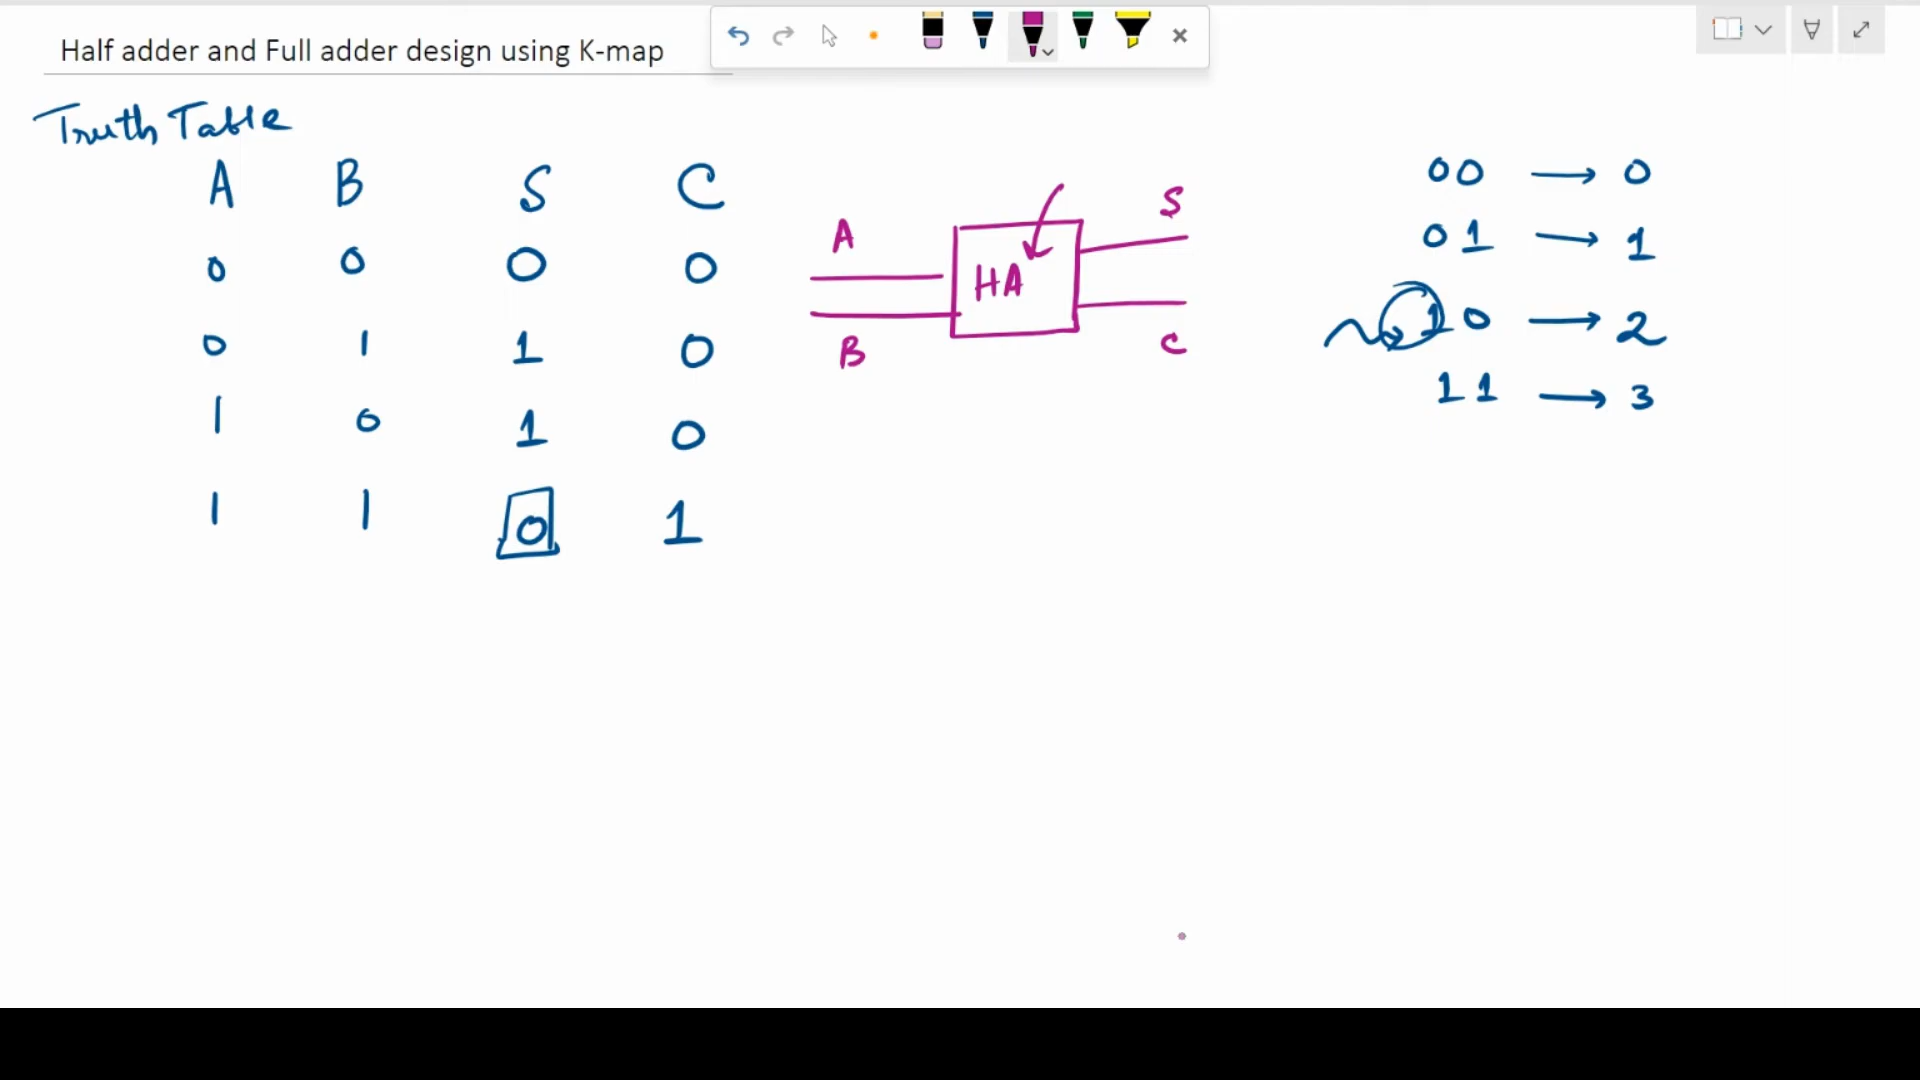 Half adder and Full adder design using K-map
Truth Table
A B S C
0 0 0 0
0 1 1 0
1 0 1 0
1 1 0 1
A
B
HA
S
C
00 → 0
01 → 1
10 → 2
11 → 3